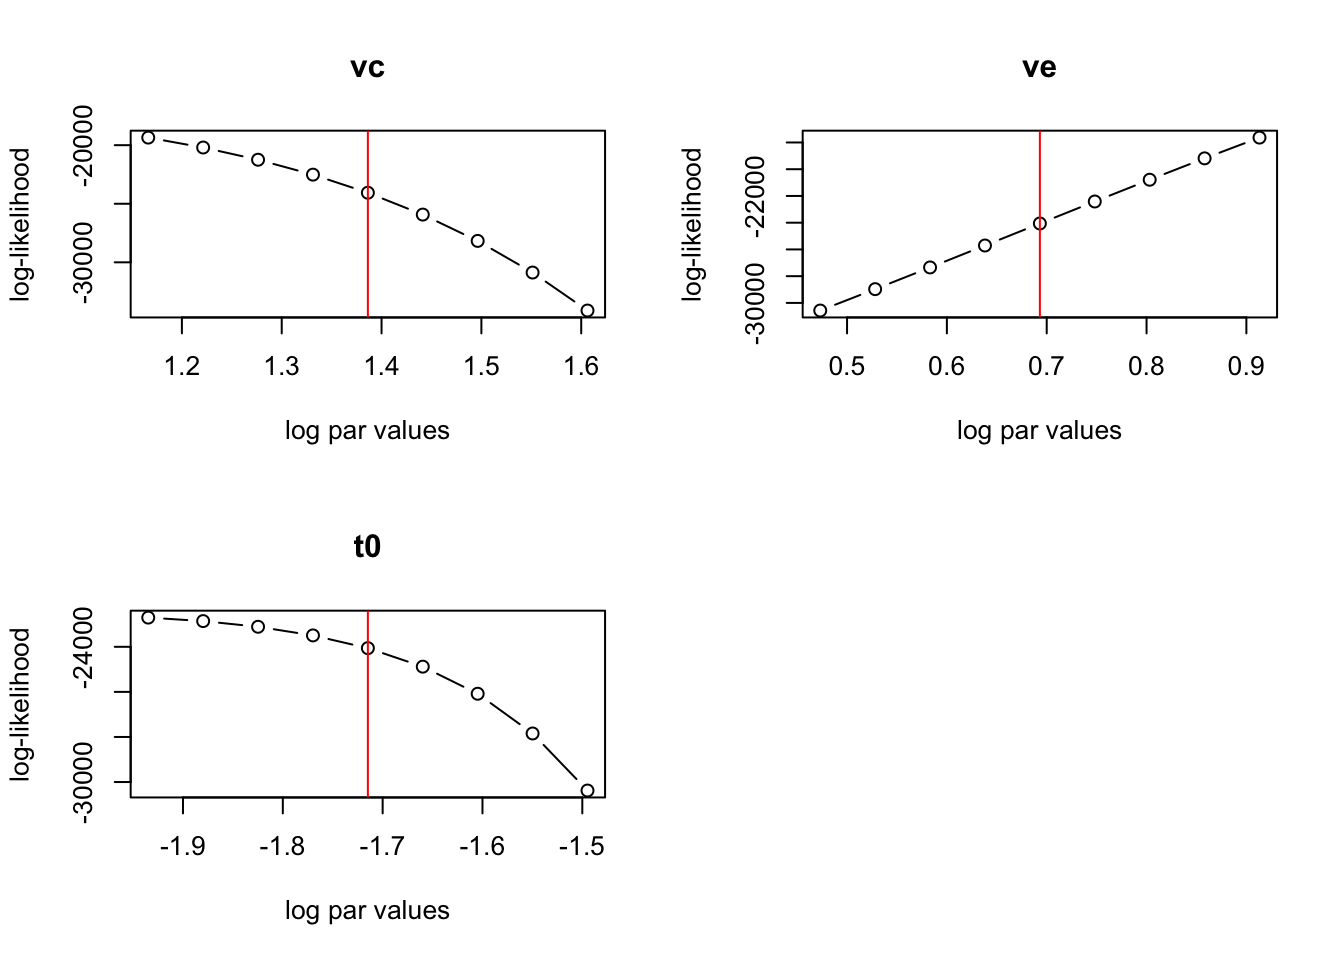 vc
log-likelihood
-20000
-30000
1.2 1.3 1.4 1.5 1.6
log par values
ve
log-likelihood
-22000
-30000
0.5 0.6 0.7 0.8 0.9
log par values
t0
log-likelihood
-24000
-30000
-1.9 -1.8 -1.7 -1.6 -1.5
log par values